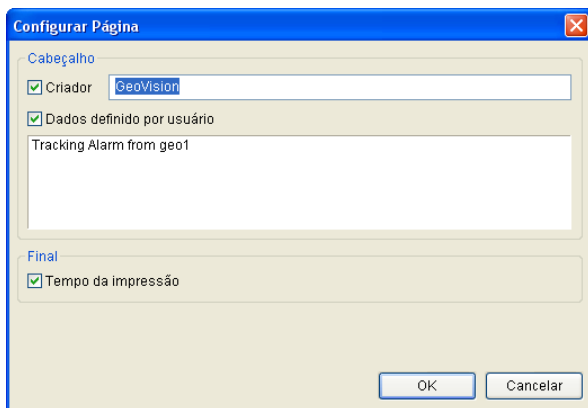 Configurar Página
Cabeçalho
Criador GeoVision
Dados definido por usuário
Tracking Alarm from geo1
Final
Tempo da impressão
OK Cancelar